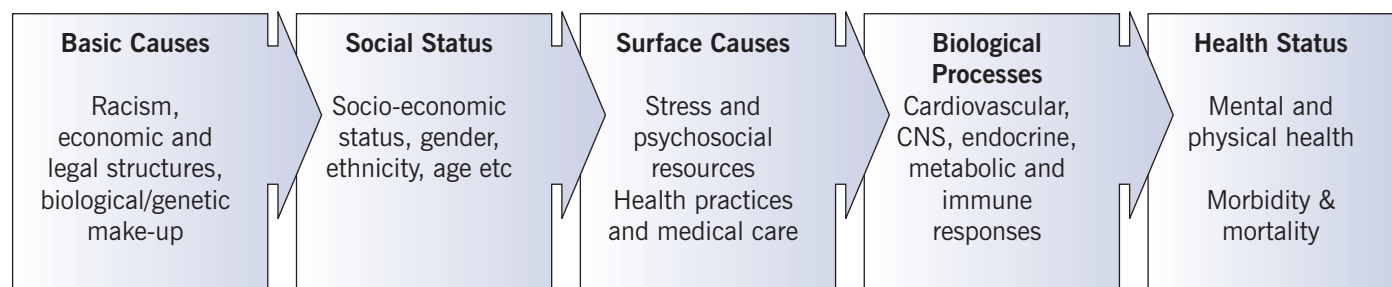 Basic Causes
Racism,
economic and
legal structures,
biological/genetic
make-up
Social Status
Socio-economic
status, gender,
ethnicity, age etc
Surface Causes
Stress and
psychosocial
resources
Health practices
and medical care
Biological
Processes
Cardiovascular,
CNS, endocrine,
metabolic and
immune
responses
Health Status
Mental and
physical health
Morbidity &
mortality